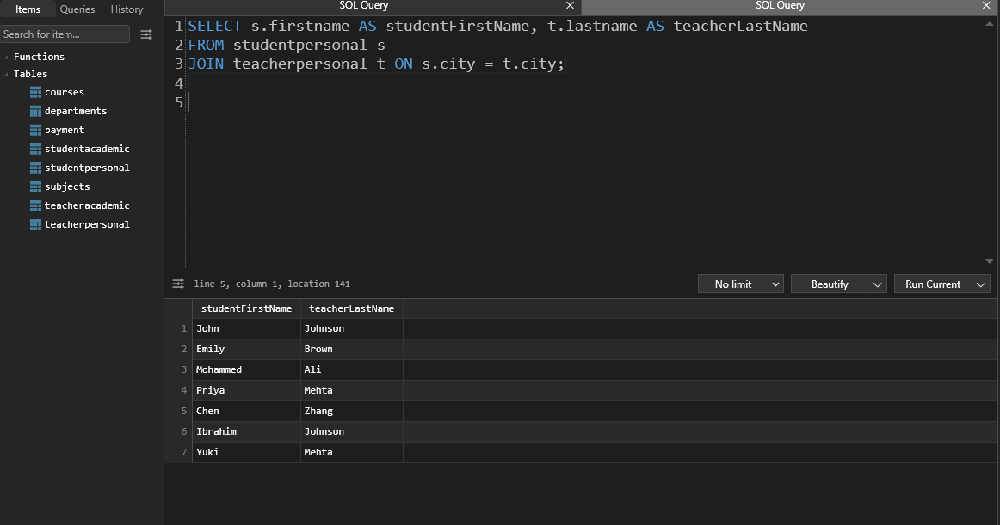 Items Queries History
Search for item...
Functions
Tables
courses
departments
payment
studentacademic
studentpersonal
subjects
teacheracademic
teacherpersonal
SQL Query SQL Query
1 SELECT s.firstname AS studentFirstName, t.lastname AS teacherLastName
2 FROM studentpersonal s
3 JOIN teacherpersonal t ON s.city = t.city;
4
5
line 5, column 1, location 141
No limit Beautify Run Current
studentFirstName teacherLastName
1 John Johnson
2 Emily Brown
3 Mohammed Ali
4 Priya Mehta
5 Chen Zhang
6 Ibrahim Johnson
7 Yuki Mehta